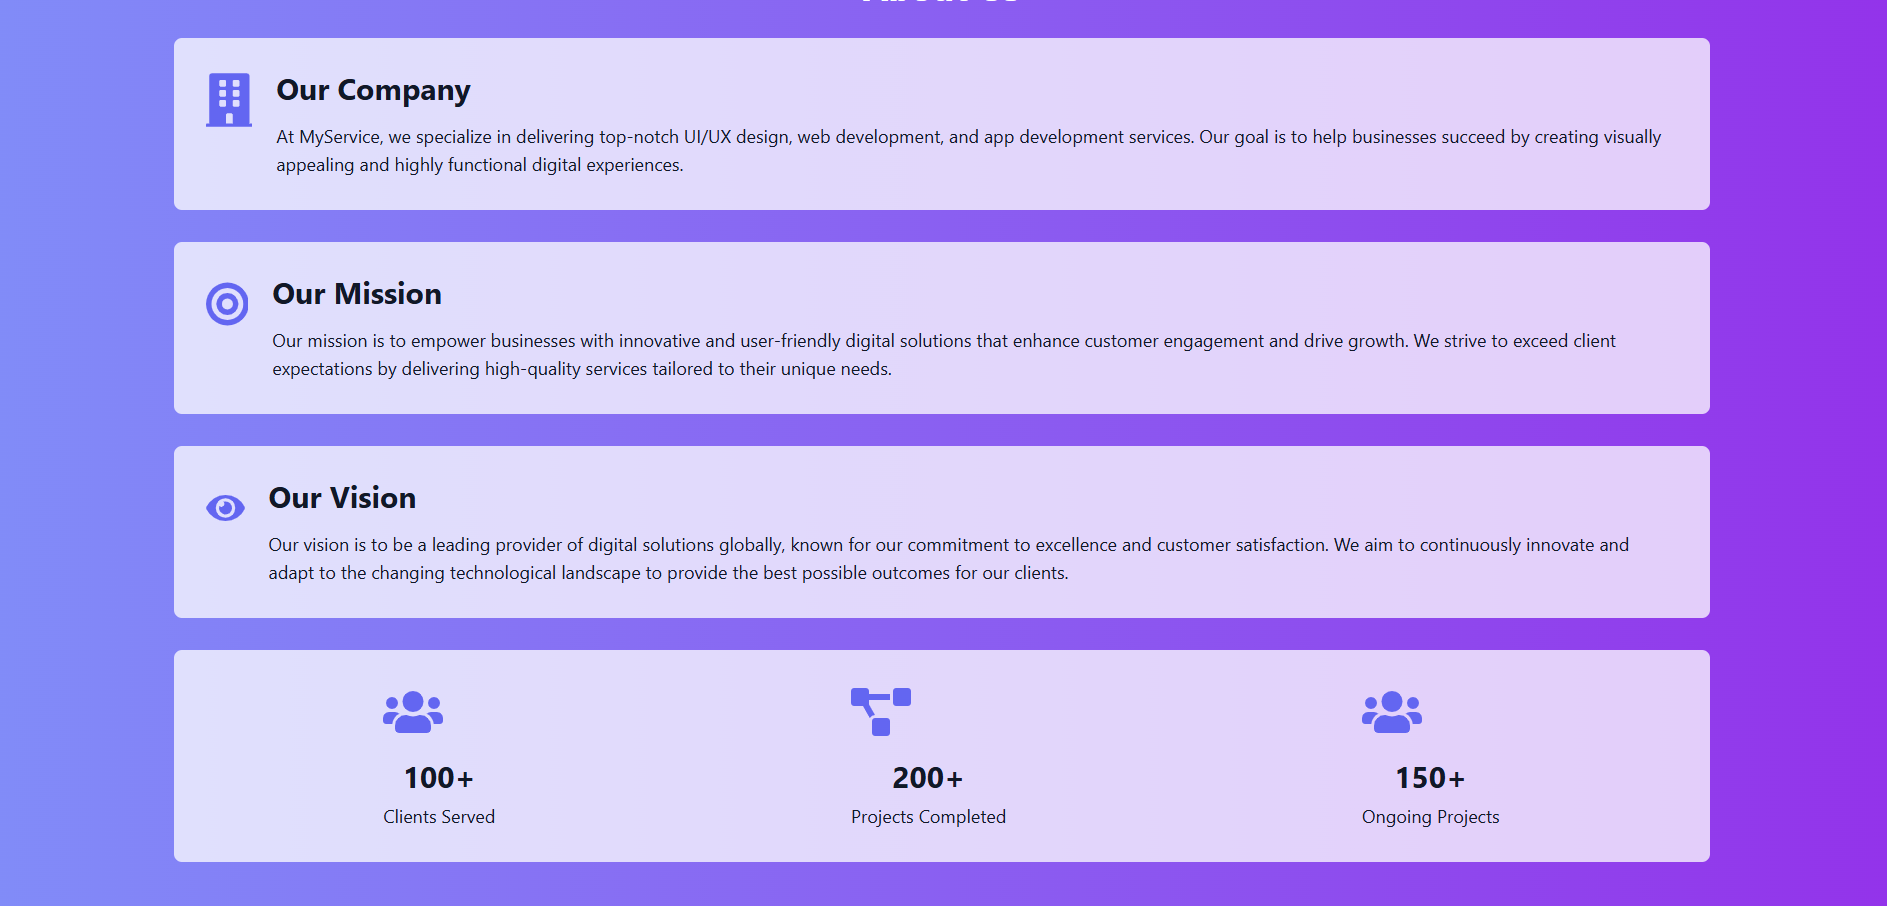 Our Company
At MyService, we specialize in delivering top-notch UI/UX design, web development, and app development services. Our goal is to help businesses succeed by creating visually
appealing and highly functional digital experiences.
Our Mission
Our mission is to empower businesses with innovative and user-friendly digital solutions that enhance customer engagement and drive growth. We strive to exceed client
expectations by delivering high-quality services tailored to their unique needs.
Our Vision
Our vision is to be a leading provider of digital solutions globally, known for our commitment to excellence and customer satisfaction. We aim to continuously innovate and
adapt to the changing technological landscape to provide the best possible outcomes for our clients.
100+
Clients Served
200+
Projects Completed
150+
Ongoing Projects